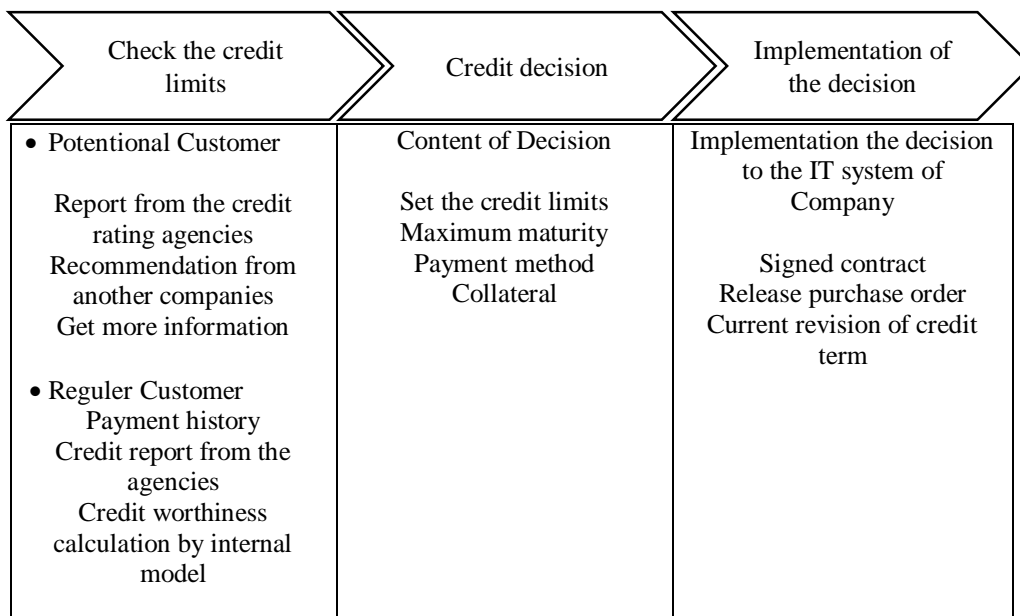 Check the credit
limits
Credit decision
Implementation of
the decision
• Potentional Customer
Report from the credit
rating agencies
Recommendation from
another companies
Get more information
• Reguler Customer
Payment history
Credit report from the
agencies
Credit worthiness
calculation by internal
model
Content of Decision
Set the credit limits
Maximum maturity
Payment method
Collateral
Implementation the decision
to the IT system of
Company
Signed contract
Release purchase order
Current revision of credit
term